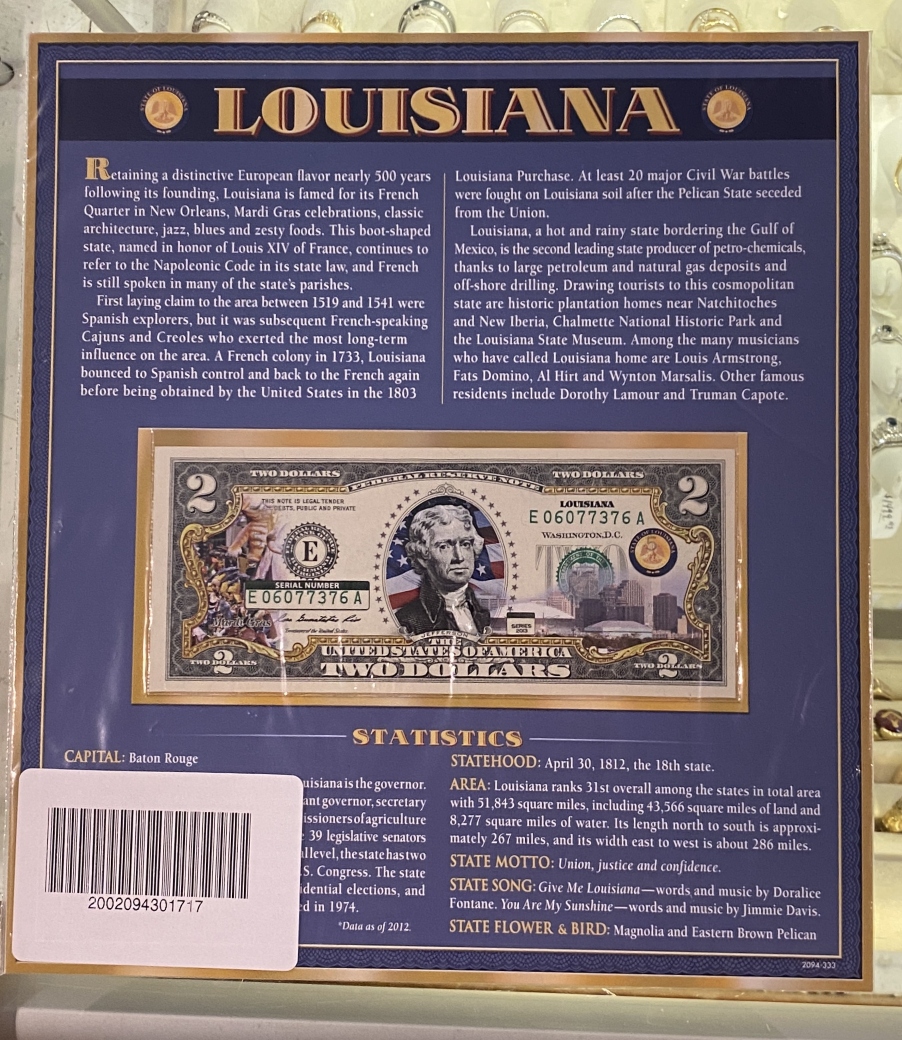 LOUISIANA
Retaining a distinctive European flavor nearly 500 years
following its founding, Louisiana is famed for its French
Quarter in New Orleans, Mardi Gras celebrations, classic
architecture, jazz, blues and zesty foods. This boot-shaped
state, named in honor of Louis XIV of France, continues to
refer to the Napoleonic Code in its state law, and French
is still spoken in many of the state's parishes.
First laying claim to the area between 1519 and 1541 were
Spanish explorers, but it was subsequent French-speaking
Cajuns and Creoles who exerted the most long-term
influence on the area. A French colony in 1733, Louisiana
bounced to Spanish control and back to the French again
before being obtained by the United States in the 1803
Louisiana Purchase. At least 20 major Civil War battles
were fought on Louisiana soil after the Pelican State seceded
from the Union.
Louisiana, a hot and rainy state bordering the Gulf of
Mexico, is the second leading state producer of petro-chemicals,
thanks to large petroleum and natural gas deposits and
off-shore drilling. Drawing tourists to this cosmopolitan
state are historic plantation homes near Natchitoches
and New Iberia, Chalmette National Historic Park and
the Louisiana State Museum. Among the many musicians
who have called Louisiana home are Louis Armstrong,
Fats Domino, Al Hirt and Wynton Marsalis. Other famous
residents include Dorothy Lamour and Truman Capote.
2 TWO DOLLARS FEDERAL RESERVE NOTE TWO DOLLARS 2
THIS NOTE IS LEGAL TENDER
DEBTS, PUBLIC AND PRIVATE
LOUISIANA
E 06077376 A
WASHINGTON, D.C.
E
TWO
SERIAL NUMBER
E 06077376 A
Mardi Gras
SERIES
2013
JEFFERSON
THE
UNITED STATES OF AMERICA
2 TWO DOLLARS TWO DOLLARS 2 TWO DOLLARS
STATISTICS
CAPITAL: Baton Rouge
uisiana is the governor.
ant governor, secretary
issioners of agriculture
39 legislative senators
l level, the state has two
S. Congress. The state
idential elections, and
ed in 1974.
*Data as of 2012.
2002094301717
STATEHOOD: April 30, 1812, the 18th state.
AREA: Louisiana ranks 31st overall among the states in total area
with 51,843 square miles, including 43,566 square miles of land and
8,277 square miles of water. Its length north to south is approxi-
mately 267 miles, and its width east to west is about 286 miles.
STATE MOTTO: Union, justice and confidence.
STATE SONG: Give Me Louisiana—words and music by Doralice
Fontane. You Are My Sunshine—words and music by Jimmie Davis.
STATE FLOWER & BIRD: Magnolia and Eastern Brown Pelican
2094-333